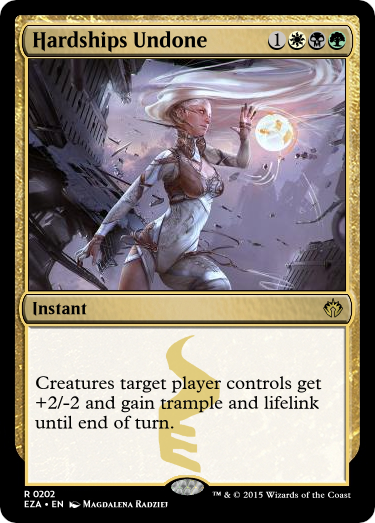 Hardships Undone 1
Instant
Creatures target player controls get
+2/-2 and gain trample and lifelink
until end of turn.
R 0202
EZA • EN Magdalena Radziej
™ & © 2015 Wizards of the Coast